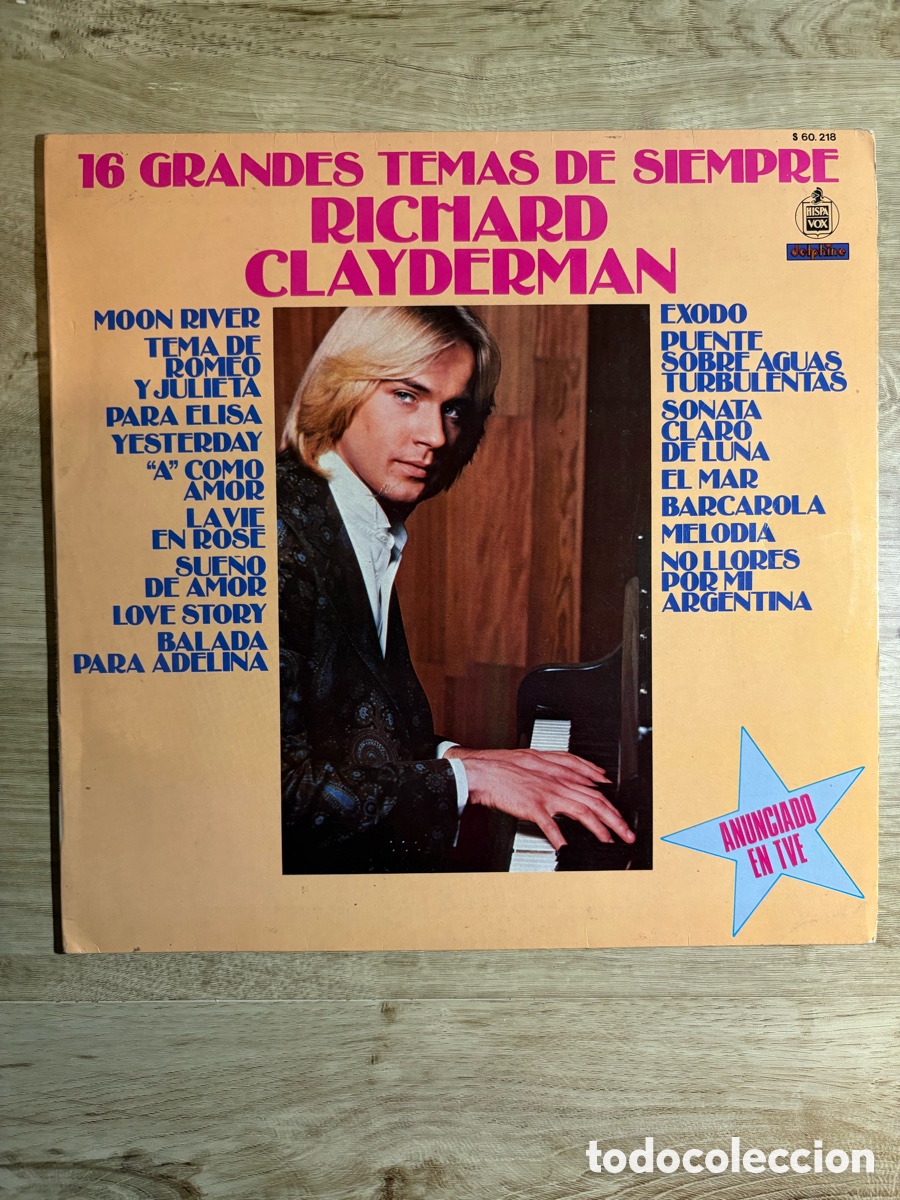 S 60.218
16 GRANDES TEMAS DE SIEMPRE
RICHARD
CLAYDERMAN
HISPA
VOX
delphine
MOON RIVER
TEMA DE
ROMEO
Y JULIETA
PARA ELISA
YESTERDAY
"A" COMO
AMOR
LA VIE
EN ROSE
SUEÑO
DE AMOR
LOVE STORY
BALADA
PARA ADELINA
EXODO
PUENTE
SOBRE AGUAS
TURBULENTAS
SONATA
CLARO
DE LUNA
EL MAR
BARCAROLA
MELODIA
NO LLORES
POR MI
ARGENTINA
ANUNCIADO
EN TVE
todocoleccion